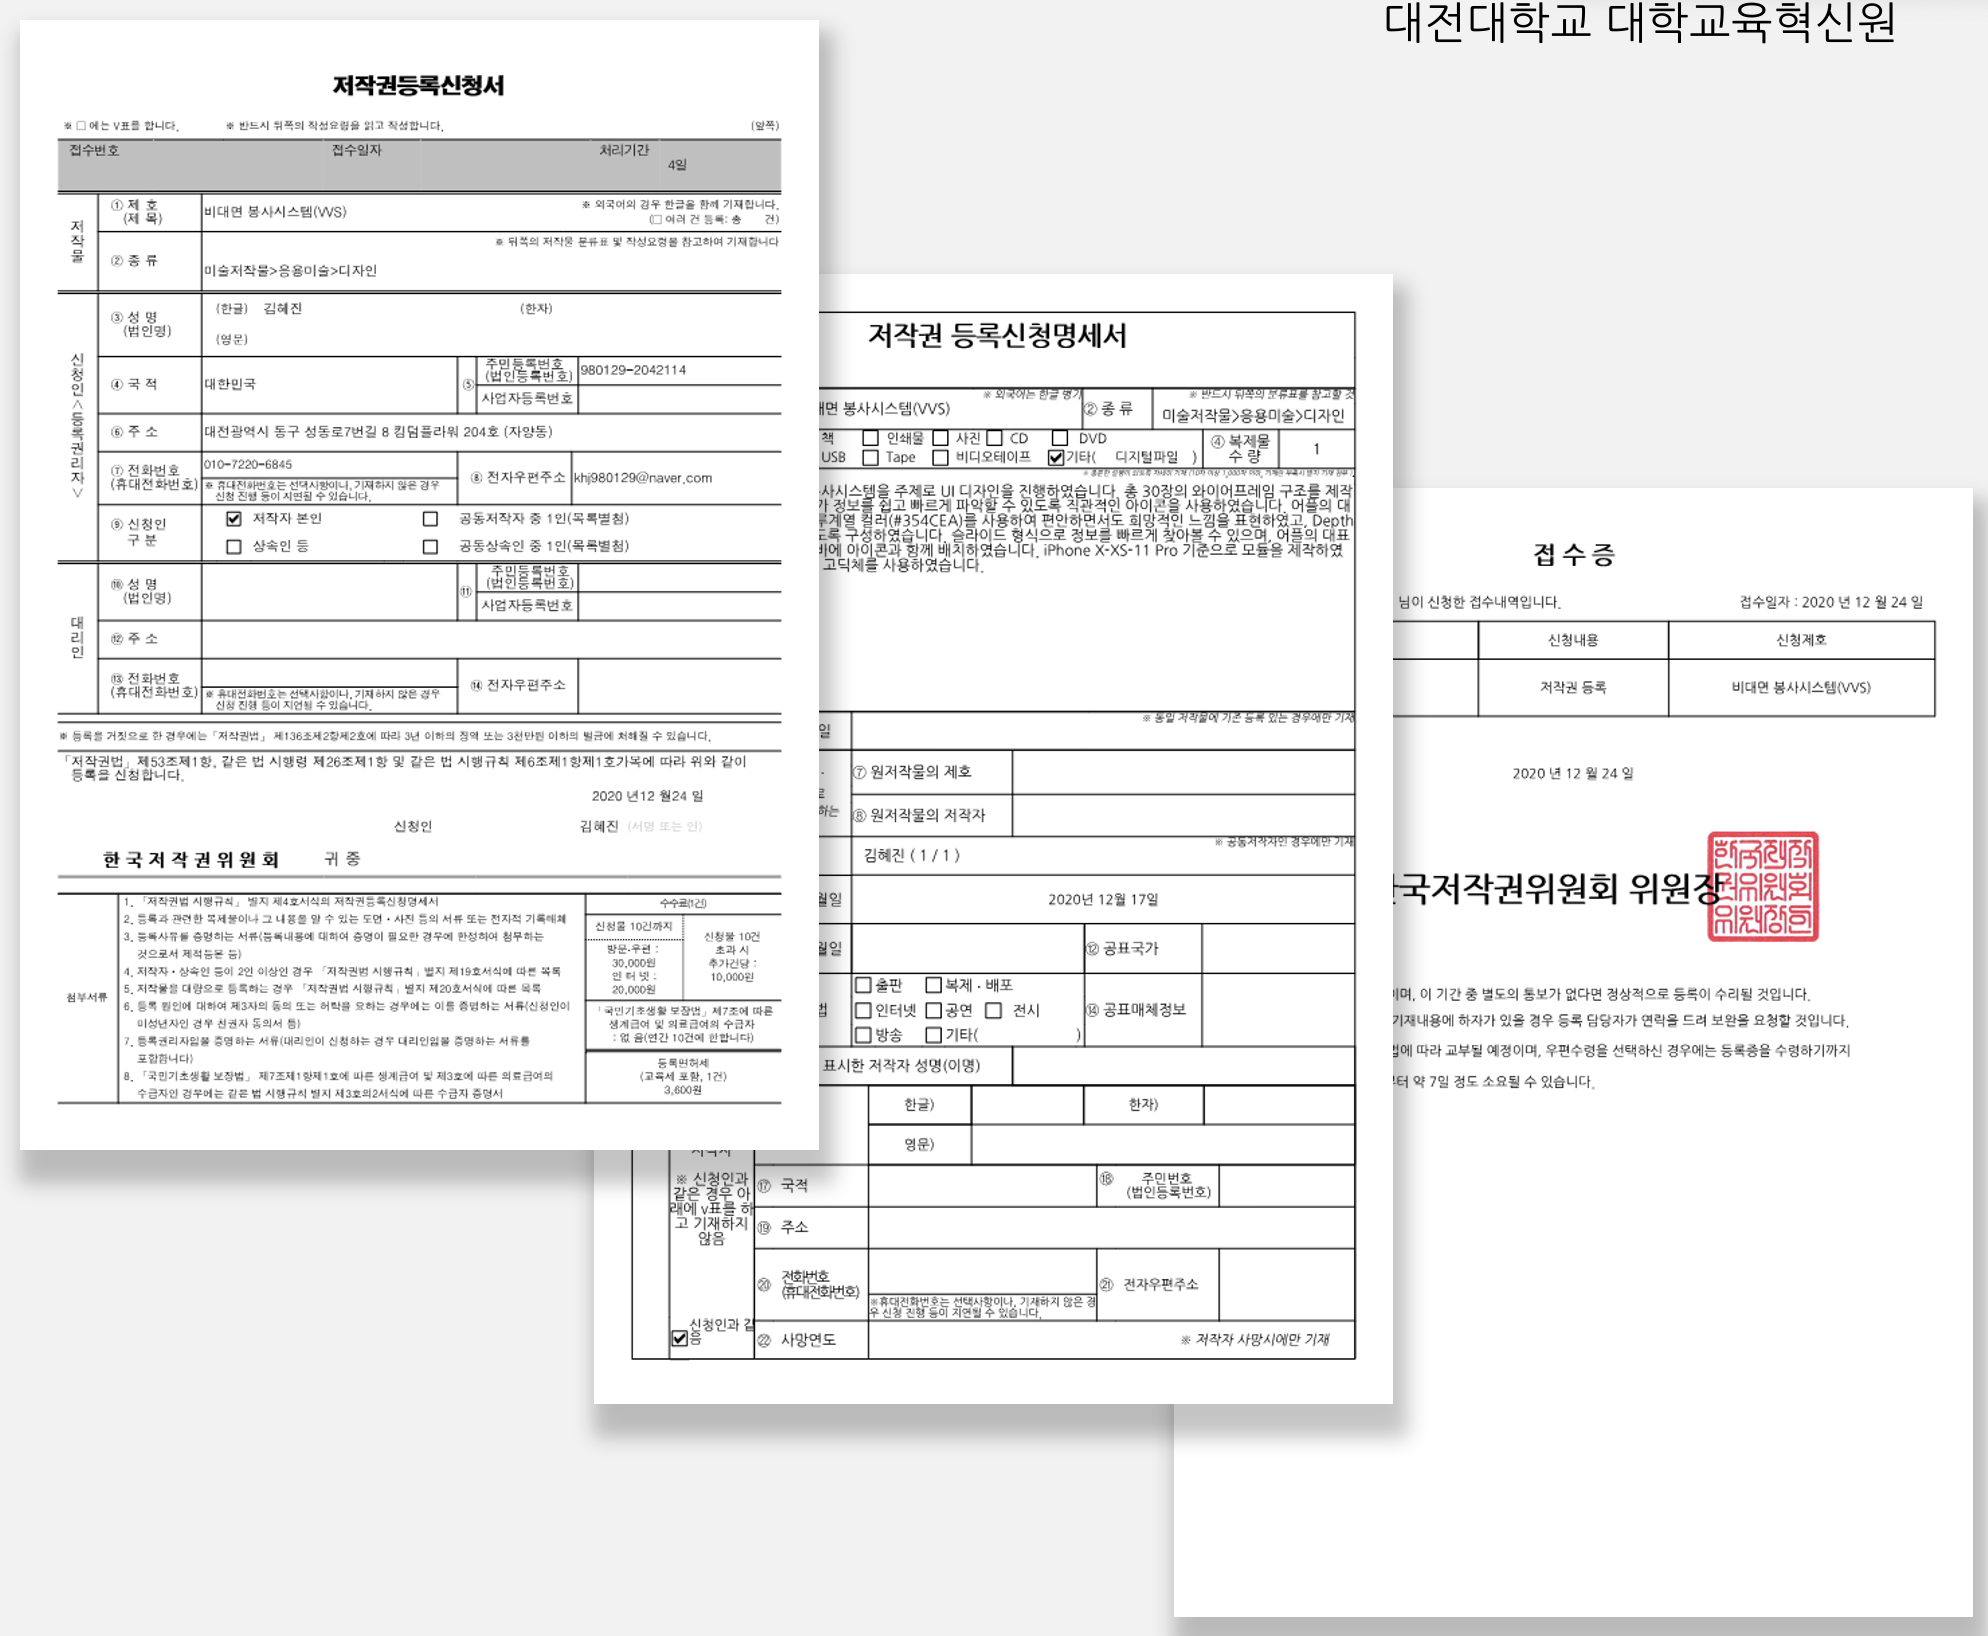 대전대학교 대학교육혁신원
저작권등록신청서
※ □ 에는 V표를 합니다. ※ 반드시 뒤쪽의 작성요령을 읽고 작성합니다. (앞쪽)
접수번호 접수일자 처리기간
4일
저작물
① 제 호 (제 목) 비대면 봉사시스템(VVS) ※ 외국어의 경우 한글을 함께 기재합니다.
(□ 여러 건 등록: 총 건)
※ 뒤쪽의 저작물 분류표 및 작성요령을 참고하여 기재합니다
② 종 류 미술저작물>응용미술>디자인
신청인<등록권리자>
③ 성 명 (법인명) (한글) 김혜진 (한자)
(영문)
④ 국 적 대한민국 ⑤ 주민등록번호 (법인등록번호) 980129-2042114
사업자등록번호
⑥ 주 소 대전광역시 동구 성동로7번길 8 킹덤플라워 204호 (자양동)
⑦ 전화번호 (휴대전화번호) 010-7220-6845
※ 휴대전화번호는 선택사항이나, 기재하지 않은 경우
신청 진행 등이 지연될 수 있습니다.
⑧ 전자우편주소 khj980129@naver.com
⑨ 신청인 구 분 ☑ 저작자 본인 □ 공동저작자 중 1인(목록별첨)
□ 상속인 등 □ 공동상속인 중 1인(목록별첨)
대리인
⑩ 성 명 (법인명) ⑪ 주민등록번호 (법인등록번호)
사업자등록번호
⑫ 주 소
⑬ 전화번호 (휴대전화번호)
※ 휴대전화번호는 선택사항이나, 기재하지 않은 경우
신청 진행 등이 지연될 수 있습니다.
⑭ 전자우편주소
※ 등록을 거짓으로 한 경우에는 「저작권법」 제136조제2항제2호에 따라 3년 이하의 징역 또는 3천만원 이하의 벌금에 처해질 수 있습니다.
「저작권법」 제53조제1항, 같은 법 시행령 제26조제1항 및 같은 법 시행규칙 제6조제1항제1호가목에 따라 위와 같이
등록을 신청합니다.
2020 년12 월24 일
신청인 김혜진 (서명 또는 인)
한국저작권위원회 귀 중
첨부서류
1. 「저작권법 시행규칙」 별지 제4호서식의 저작권등록신청명세서
2. 등록과 관련한 복제물이나 그 내용을 알 수 있는 도면ㆍ사진 등의 서류 또는 전자적 기록매체
3. 등록사유를 증명하는 서류(등록내용에 대하여 증명이 필요한 경우에 한정하여 첨부하는
것으로서 제적등본 등)
4. 저작자ㆍ상속인 등이 2인 이상인 경우 「저작권법 시행규칙」별지 제19호서식에 따른 목록
5. 저작물을 대량으로 등록하는 경우 「저작권법 시행규칙」별지 제20호서식에 따른 목록
6. 등록 원인에 대하여 제3자의 동의 또는 허락을 요하는 경우에는 이를 증명하는 서류(신청인이
미성년자인 경우 친권자 동의서 등)
7. 등록권리자임을 증명하는 서류(대리인이 신청하는 경우 대리인임을 증명하는 서류를
포함합니다)
8. 「국민기초생활 보장법」 제7조제1항제1호에 따른 생계급여 및 제3호에 따른 의료급여의
수급자인 경우에는 같은 법 시행규칙 별지 제3호의2서식에 따른 수급자 증명서
수수료(1건)
신청물 10건까지
방문·우편 :
30,000원
인 터 넷 :
20,000원
신청물 10건
초과 시
추가건당 :
10,000원
「국민기초생활 보장법」제7조에 따른
생계급여 및 의료급여의 수급자
: 없 음(연간 10건에 한합니다)
등록면허세
(교육세 포함, 1건)
3,600원
저작권 등록신청명세서
※ 외국어는 한글 병기 ※ 반드시 뒤쪽의 분류표를 참고할 것
면 봉사시스템(VVS) ② 종 류 미술저작물>응용미술>디자인
책 □ 인쇄물 □ 사진 □ CD □ DVD
USB □ Tape □ 비디오테이프 ☑기타( 디지털파일 )
④ 복제물 수 량 1
사시스템을 주제로 UI 디자인을 진행하였습니다. 총 30장의 와이어프레임 구조를 제작
가 정보를 쉽고 빠르게 파악할 수 있도록 직관적인 아이콘을 사용하였습니다. 어플의 대
루계열 컬러(#354CEA)를 사용하여 편안하면서도 희망적인 느낌을 표현하였고, Depth
도록 구성하였습니다. 슬라이드 형식으로 정보를 빠르게 찾아볼 수 있으며, 어플의 대표
바에 아이콘과 함께 배치하였습니다. iPhone X-XS-11 Pro 기준으로 모듈을 제작하였
고딕체를 사용하였습니다.
일 ※ 동일 저작물에 기존 등록 있는 경우에만 기재
⑦ 원저작물의 제호
하는 ⑧ 원저작물의 저작자
※ 공동저작자인 경우에만 기재
김혜진 ( 1 / 1 )
월일 2020년 12월 17일
월일 ⑫ 공표국가
□ 출판 □ 복제 · 배포
법 □ 인터넷 □ 공연 □ 전시 ⑭ 공표매체정보
□ 방송 □ 기타( )
표시한 저작자 성명(이명)
한글) 한자)
영문)
※ 신청인과
같은 경우 아
래에 v표를 하
고 기재하지
않음
☑ 신청인과 같음
⑰ 국적 ⑱ 주민번호 (법인등록번호)
⑲ 주소
⑳ 전화번호 (휴대전화번호)
※휴대전화번호는 선택사항이나, 기재하지 않은 경
우 신청 진행 등이 지연될 수 있습니다.
㉑ 전자우편주소
㉒ 사망연도 ※ 저작자 사망시에만 기재
접 수 증
님이 신청한 접수내역입니다. 접수일자 : 2020 년 12 월 24 일
신청내용 신청제호
저작권 등록 비대면 봉사시스템(VVS)
2020 년 12 월 24 일
국저작권위원회 위원장
이며, 이 기간 중 별도의 통보가 없다면 정상적으로 등록이 수리될 것입니다.
기재내용에 하자가 있을 경우 등록 담당자가 연락을 드려 보완을 요청할 것입니다.
법에 따라 교부될 예정이며, 우편수령을 선택하신 경우에는 등록증을 수령하기까지
터 약 7일 정도 소요될 수 있습니다.